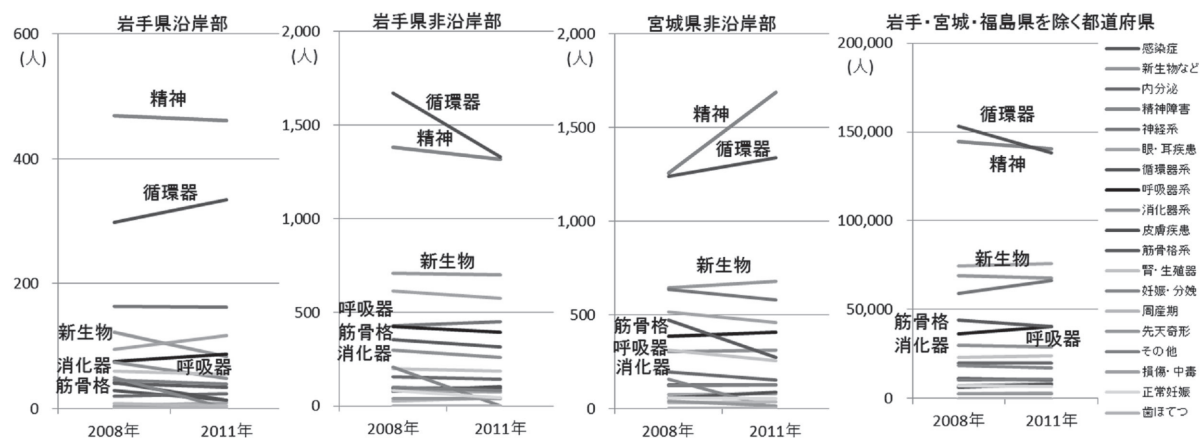 岩手県沿岸部
600
(人)
400
200
0
精神
循環器
新生物
消化器
呼吸器
筋骨格
2008年
2011年
岩手県非沿岸部
2,000
(人)
1,500
1,000
500
0
循環器
精神
新生物
呼吸器
筋骨格
消化器
2008年
2011年
宮城県非沿岸部
2,000
(人)
1,500
1,000
500
0
精神
循環器
新生物
筋骨格
呼吸器
消化器
2008年
2011年
岩手・宮城・福島県を除く都道府県
200,000
(人)
150,000
100,000
50,000
0
循環器
精神
新生物
筋骨格
消化器
呼吸器
2008年
2011年
感染症
新生物など
内分泌
精神障害
神経系
眼・耳疾患
循環器系
呼吸器系
消化器系
皮膚疾患
筋骨格系
腎・生殖器
妊娠・分娩
周産期
先天奇形
その他
損傷・中毒
正常妊娠
歯ほてつ